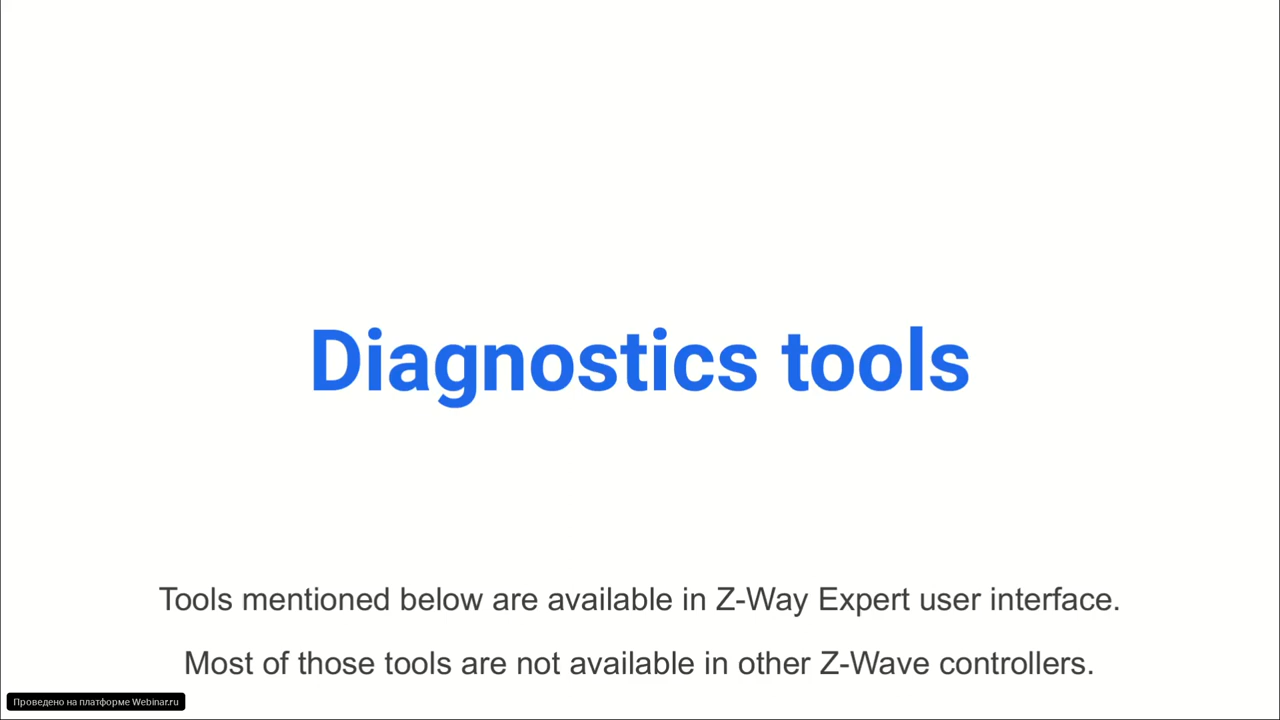 Diagnostics tools
Tools mentioned below are available in Z-Way Expert user interface.
Most of those tools are not available in other Z-Wave controllers.
Проведено на платформе Webinar.ru